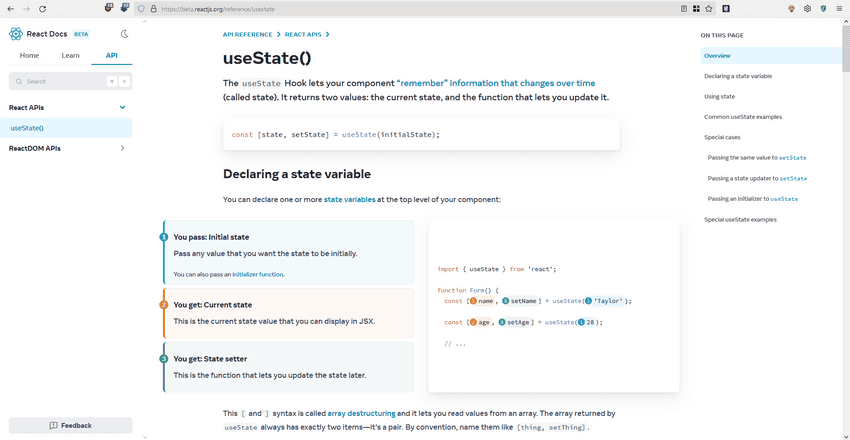 https://beta.reactjs.org/reference/usestate
React Docs BETA
Home Learn API
Search
React APIs
useState()
ReactDOM APIs
Feedback
API REFERENCE > REACT APIS >
useState()
The useState Hook lets your component “remember” information that changes over time
(called state). It returns two values: the current state, and the function that lets you update it.
const [state, setState] = useState(initialState);
Declaring a state variable
You can declare one or more state variables at the top level of your component:
1 You pass: Initial state
Pass any value that you want the state to be initially.
You can also pass an initializer function.
2 You get: Current state
This is the current state value that you can display in JSX.
3 You get: State setter
This is the function that lets you update the state later.
import { useState } from 'react';
function Form() {
const [2 name, 3 setName] = useState(1 'Taylor');
const [2 age, 3 setAge] = useState(1 28);
// ...
This [ and ] syntax is called array destructuring and it lets you read values from an array. The array returned by
useState always has exactly two items—it's a pair. By convention, name them like [thing, setThing].
ON THIS PAGE
Overview
Declaring a state variable
Using state
Common useState examples
Special cases
Passing the same value to setState
Passing a state updater to setState
Passing an initializer to useState
Special useState examples